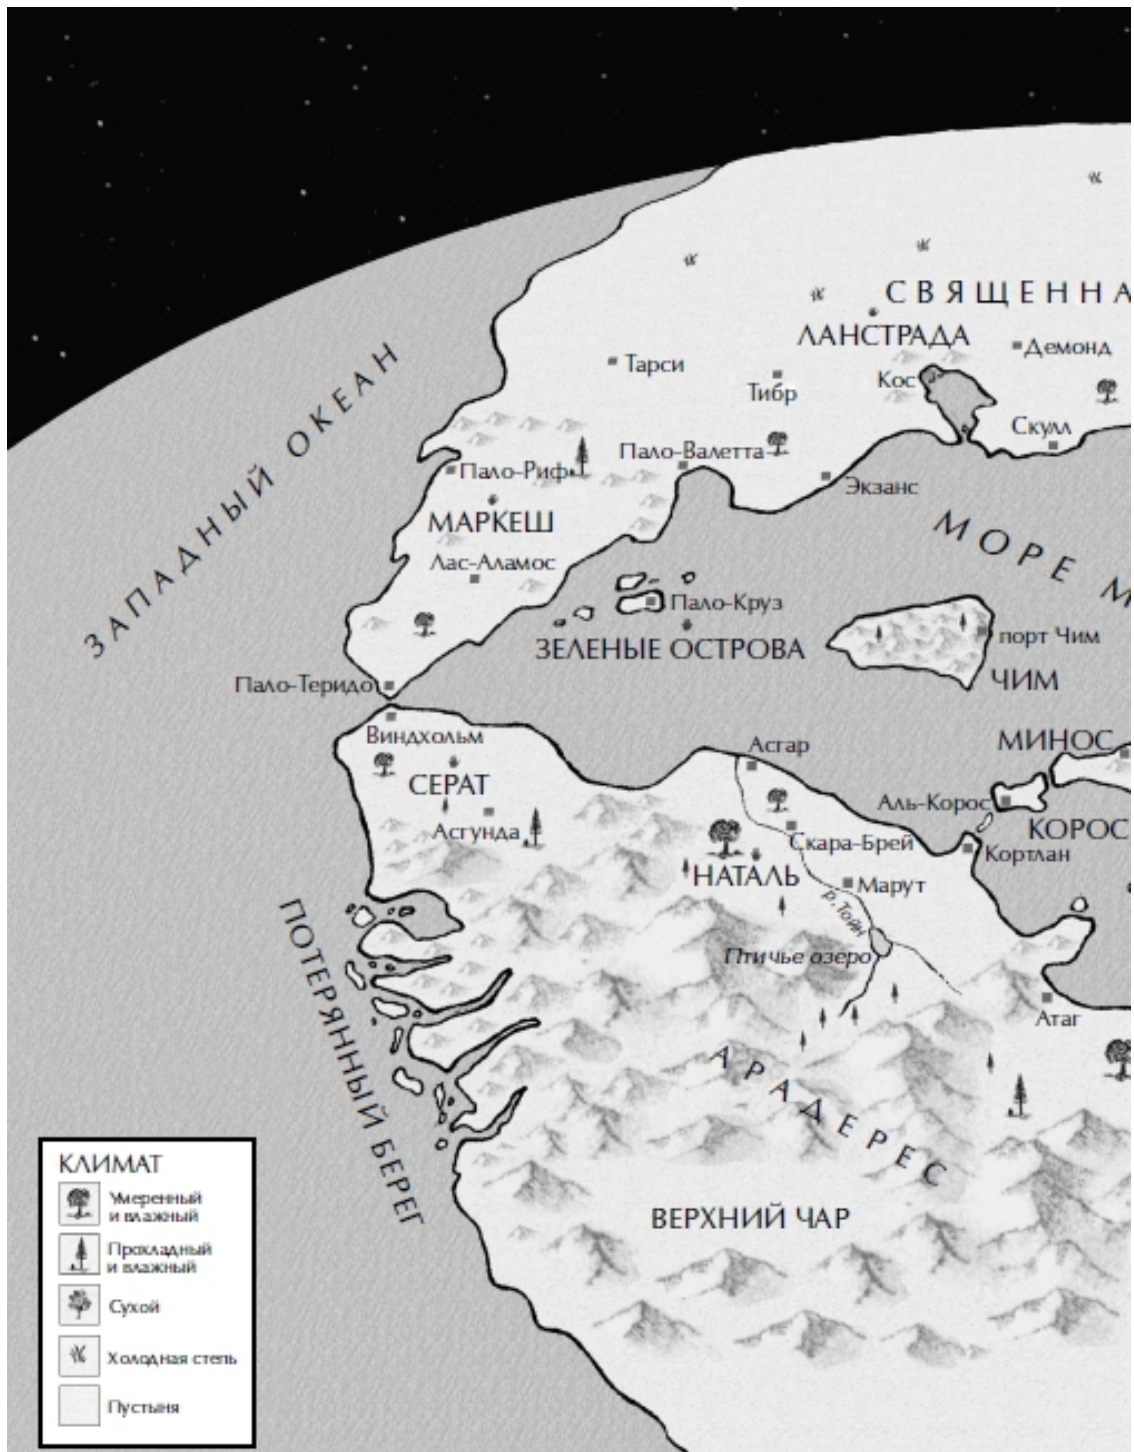 СВЯЩЕННА
ЛАНСТРАДА
Демонд
Тарси
Тибр
Кос
Скулл
Пало-Валетта
Пало-Риф
Экзанс
ЗАПАДНЫЙ ОКЕАН
МАРКЕШ
МОРЕ М
Лас-Аламос
Пало-Круз
порт Чим
ЗЕЛЕНЫЕ ОСТРОВА
ЧИМ
Пало-Теридо
Виндхольм
Асгар
МИНОС
СЕРАТ
Аль-Корос
Асгунда
КОРОС
Скара-Брей
Кортлан
НАТАЛЬ
Марут
р. Тойн
Птичье озеро
Атаг
ПОТЕРЯННЫЙ БЕРЕГ
АРАДЕРЕС
ВЕРХНИЙ ЧАР
КЛИМАТ
Умеренный
и влажный
Прохладный
и влажный
Сухой
Холодная степь
Пустыня